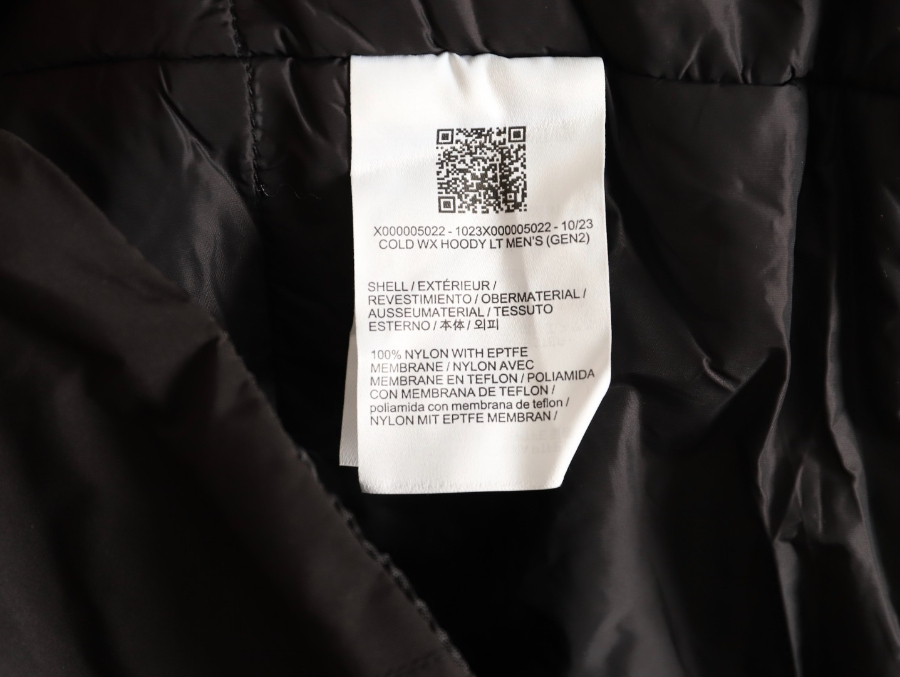 X000005022 - 1023X000005022 - 10/23
COLD WX HOODY LT MEN'S (GEN2)
SHELL / EXTÉRIEUR /
REVESTIMIENTO / OBERMATERIAL /
AUSSEUMATERIAL / TESSUTO
ESTERNO / 本体 / 외피
100% NYLON WITH EPTFE
MEMBRANE / NYLON AVEC
MEMBRANE EN TEFLON / POLIAMIDA
CON MEMBRANA DE TEFLON /
poliamida con membrana de teflon /
NYLON MIT EPTFE MEMBRAN /